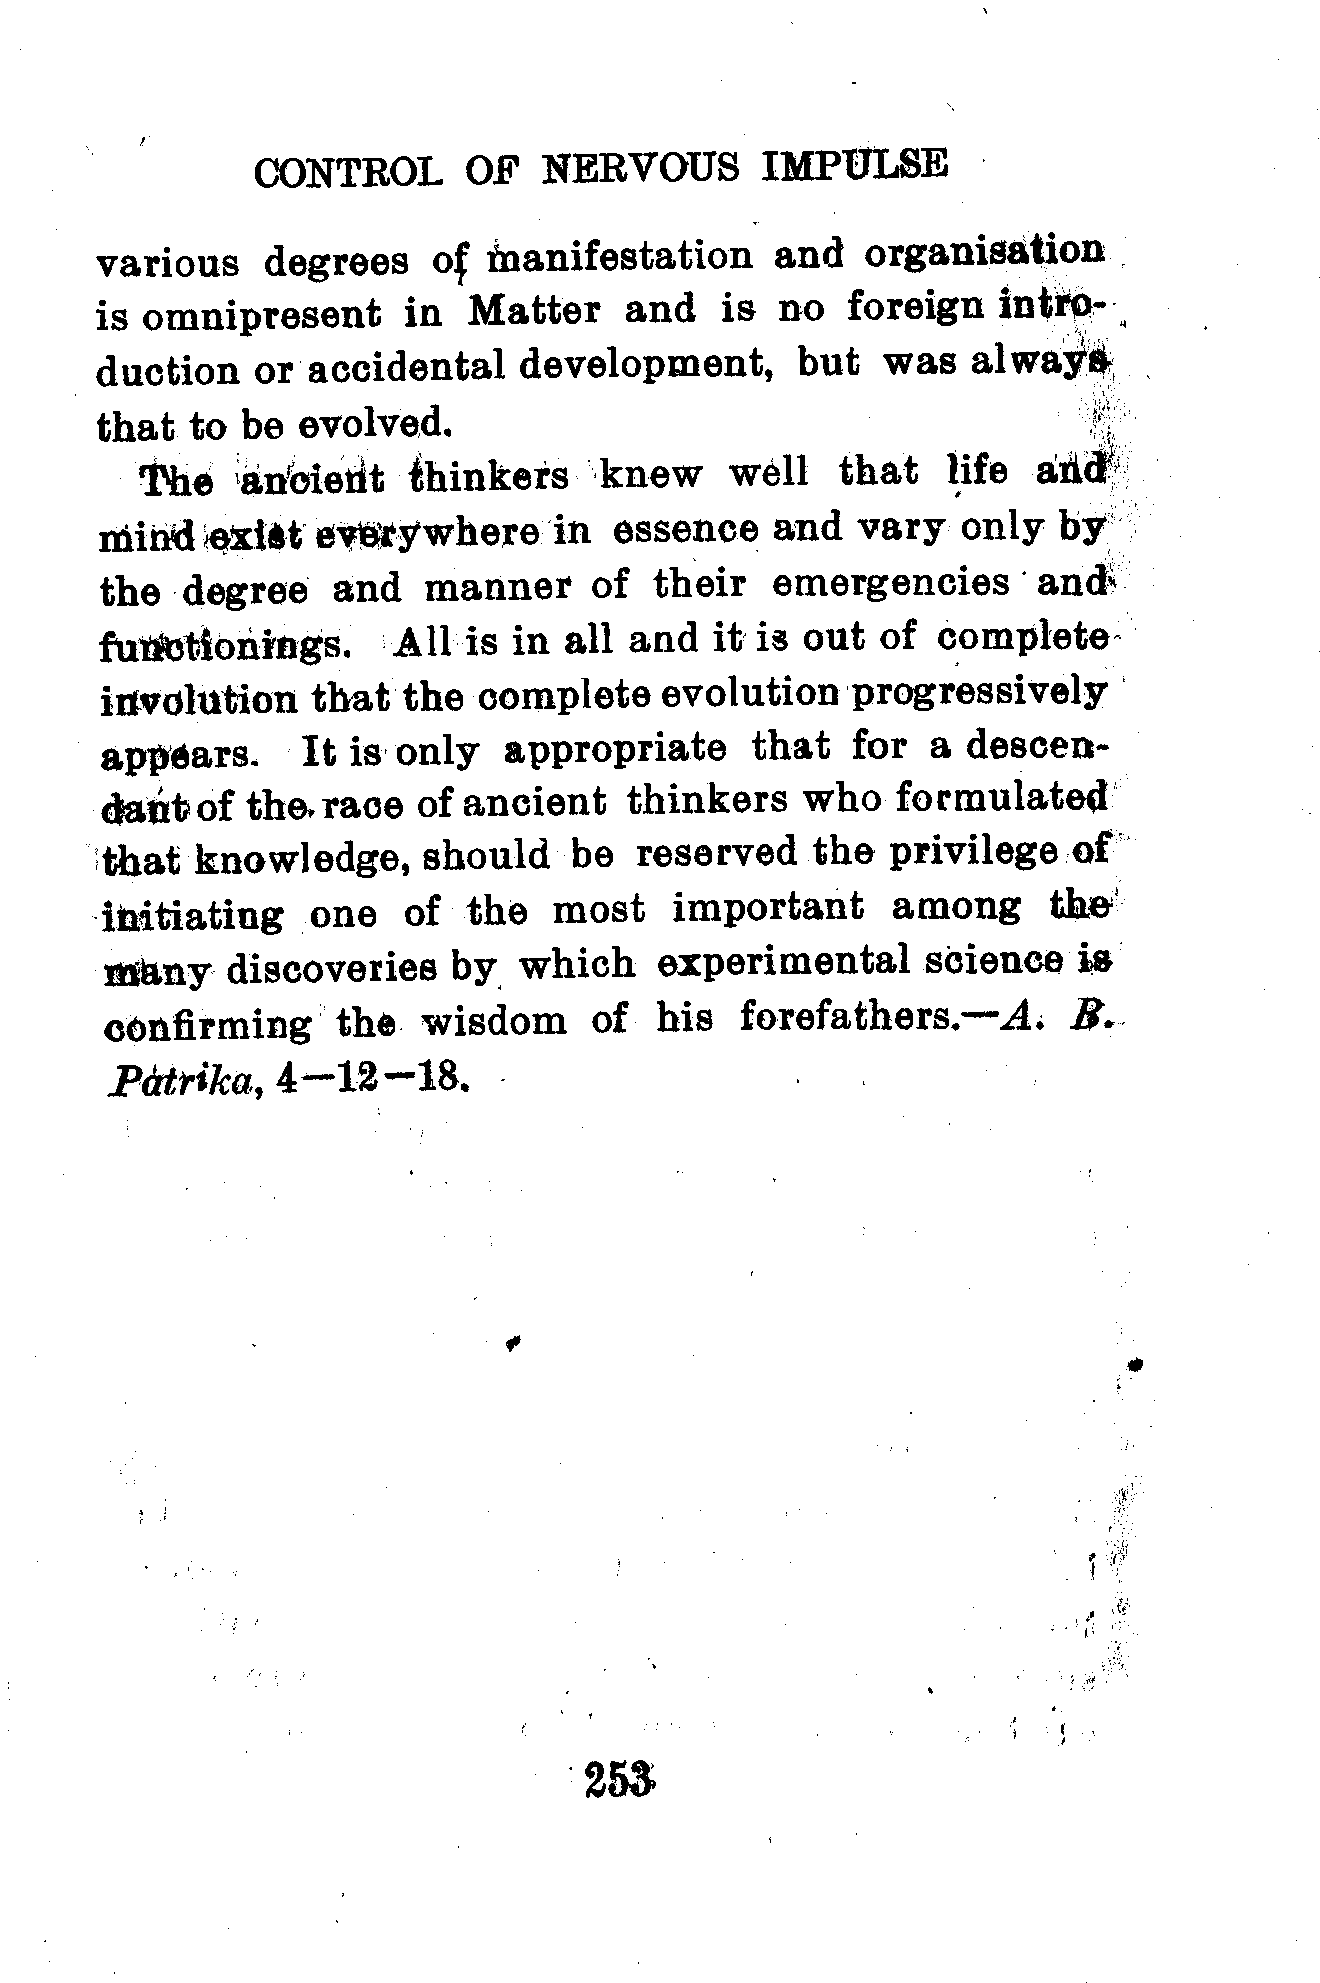 CONTROL OF NERVOUS IMPULSE
various degrees of manifestation and organisation
is omnipresent in Matter and is no foreign intro-
duction or accidental development, but was always
that to be evolved.
The ancient thinkers knew well that life and
mind exist everywhere in essence and vary only by
the degree and manner of their emergencies and
functionings. All is in all and it is out of complete
involution that the complete evolution progressively
appears. It is only appropriate that for a descen-
dant of the race of ancient thinkers who formulated
that knowledge, should be reserved the privilege of
initiating one of the most important among the
many discoveries by which experimental science is
confirming the wisdom of his forefathers.—A. B.
Patrika, 4—12—18.
253